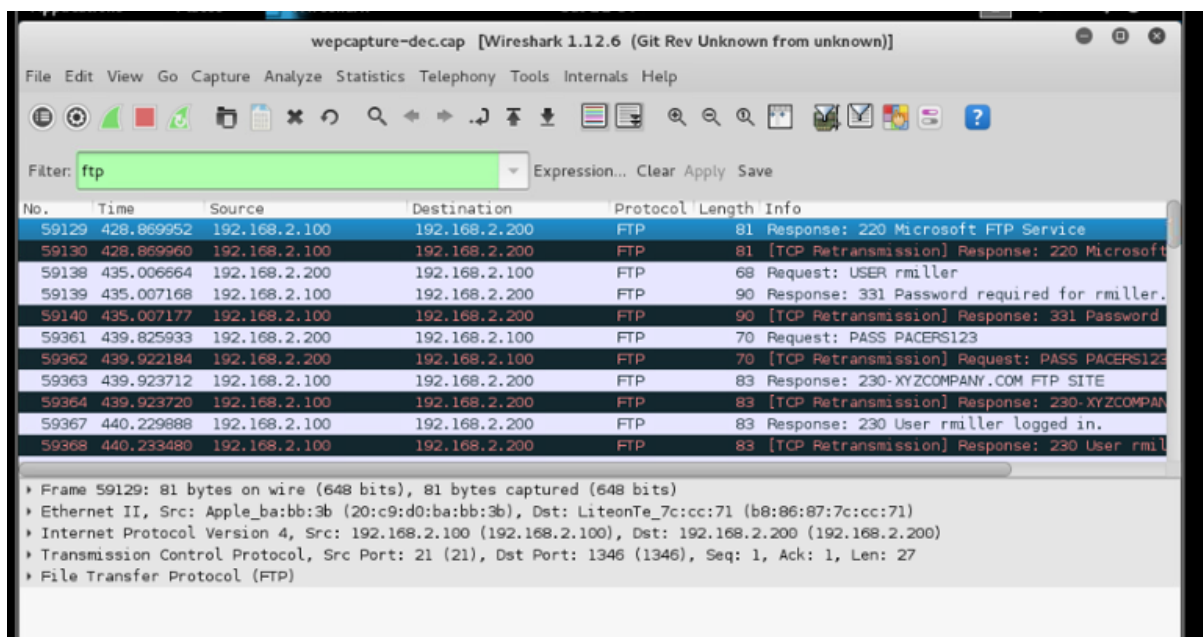 wepcapture-dec.cap [Wireshark 1.12.6 (Git Rev Unknown from unknown)]
File Edit View Go Capture Analyze Statistics Telephony Tools Internals Help
Filter: ftp Expression... Clear Apply Save
No. Time Source Destination Protocol Length Info
59129 428.869952 192.168.2.100 192.168.2.200 FTP 81 Response: 220 Microsoft FTP Service
59130 428.869960 192.168.2.100 192.168.2.200 FTP 81 [TCP Retransmission] Response: 220 Microsoft
59138 435.006664 192.168.2.200 192.168.2.100 FTP 68 Request: USER rmiller
59139 435.007168 192.168.2.100 192.168.2.200 FTP 90 Response: 331 Password required for rmiller.
59140 435.007177 192.168.2.100 192.168.2.200 FTP 90 [TCP Retransmission] Response: 331 Password
59361 439.825933 192.168.2.200 192.168.2.100 FTP 70 Request: PASS PACERS123
59362 439.922184 192.168.2.200 192.168.2.100 FTP 70 [TCP Retransmission] Request: PASS PACERS123
59363 439.923712 192.168.2.100 192.168.2.200 FTP 83 Response: 230-XYZCOMPANY.COM FTP SITE
59364 439.923720 192.168.2.100 192.168.2.200 FTP 83 [TCP Retransmission] Response: 230-XYZCOMPAN
59367 440.229888 192.168.2.100 192.168.2.200 FTP 83 Response: 230 User rmiller logged in.
59368 440.233480 192.168.2.100 192.168.2.200 FTP 83 [TCP Retransmission] Response: 230 User rmil
Frame 59129: 81 bytes on wire (648 bits), 81 bytes captured (648 bits)
Ethernet II, Src: Apple_ba:bb:3b (20:c9:d0:ba:bb:3b), Dst: LiteonTe_7c:cc:71 (b8:86:87:7c:cc:71)
Internet Protocol Version 4, Src: 192.168.2.100 (192.168.2.100), Dst: 192.168.2.200 (192.168.2.200)
Transmission Control Protocol, Src Port: 21 (21), Dst Port: 1346 (1346), Seq: 1, Ack: 1, Len: 27
File Transfer Protocol (FTP)